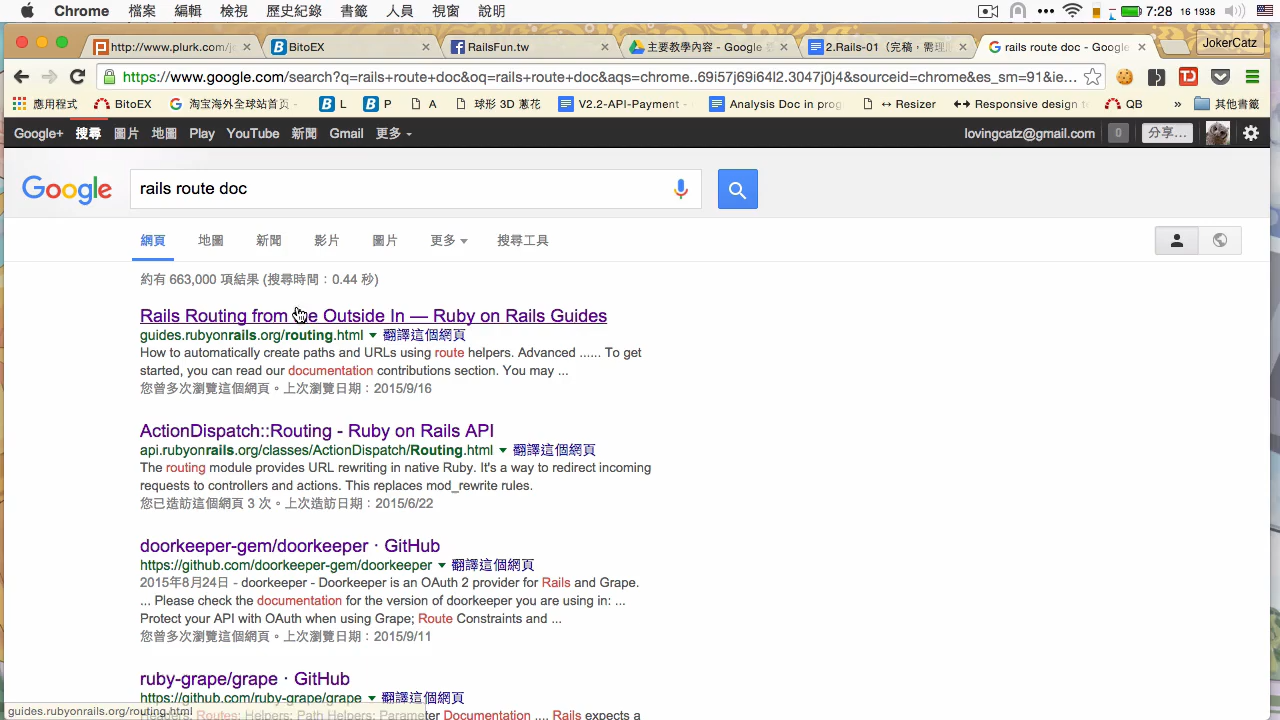 Chrome 檔案 編輯 檢視 歷史紀錄 書籤 人員 視窗 說明 7:28 16 1938
http://www.plurk.com/j BitoEX RailsFun.tw 主要教學內容 - Google 2.Rails-01（完稿，需理 rails route doc - Google JokerCatz
https://www.google.com/search?q=rails+route+doc&oq=rails+route+doc&aqs=chrome..69i57j69i64l2.3047j0j4&sourceid=chrome&es_sm=91&ie...
應用程式 BitoEX 淘宝海外全球站首页 - B L B P A 球形 3D 蔥花 V2.2-API-Payment - Analysis Doc in prog ↔ Resizer Responsive design t QB » 其他書籤
Google+ 搜尋 圖片 地圖 Play YouTube 新聞 Gmail 更多 lovingcatz@gmail.com 0 分享...
Google rails route doc
網頁 地圖 新聞 影片 圖片 更多 搜尋工具
約有 663,000 項結果 (搜尋時間：0.44 秒)
Rails Routing from e Outside In — Ruby on Rails Guides
guides.rubyonrails.org/routing.html 翻譯這個網頁
How to automatically create paths and URLs using route helpers. Advanced ...... To get
started, you can read our documentation contributions section. You may ...
您曾多次瀏覽這個網頁。上次瀏覽日期：2015/9/16
ActionDispatch::Routing - Ruby on Rails API
api.rubyonrails.org/classes/ActionDispatch/Routing.html 翻譯這個網頁
The routing module provides URL rewriting in native Ruby. It's a way to redirect incoming
requests to controllers and actions. This replaces mod_rewrite rules.
您已造訪這個網頁 3 次。上次造訪日期：2015/6/22
doorkeeper-gem/doorkeeper · GitHub
https://github.com/doorkeeper-gem/doorkeeper 翻譯這個網頁
2015年8月24日 - doorkeeper - Doorkeeper is an OAuth 2 provider for Rails and Grape.
... Please check the documentation for the version of doorkeeper you are using in: ...
Protect your API with OAuth when using Grape; Route Constraints and ...
您曾多次瀏覽這個網頁。上次瀏覽日期：2015/9/11
ruby-grape/grape · GitHub
https://github.com/ruby-grape/grape 翻譯這個網頁
Headers, Routes; Helpers; Path Helpers; Parameter Documentation .... Rails expects a
guides.rubyonrails.org/routing.html